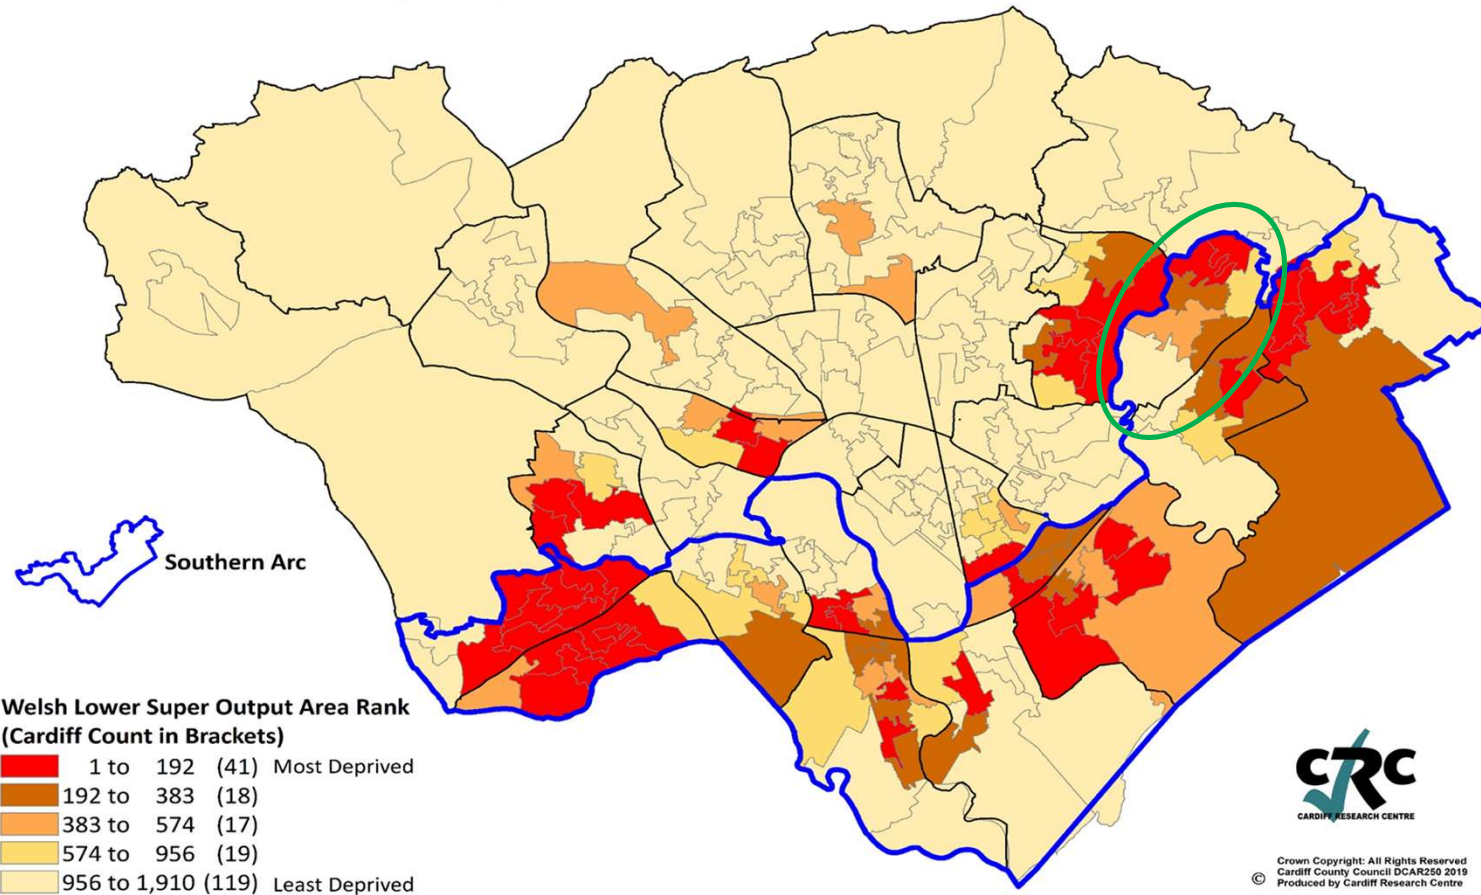 Southern Arc
Welsh Lower Super Output Area Rank
(Cardiff Count in Brackets)
1 to 192 (41) Most Deprived
192 to 383 (18)
383 to 574 (17)
574 to 956 (19)
956 to 1,910 (119) Least Deprived
CRC
CARDIFF RESEARCH CENTRE
Crown Copyright: All Rights Reserved
Cardiff County Council DCAR250 2019
© Produced by Cardiff Research Centre